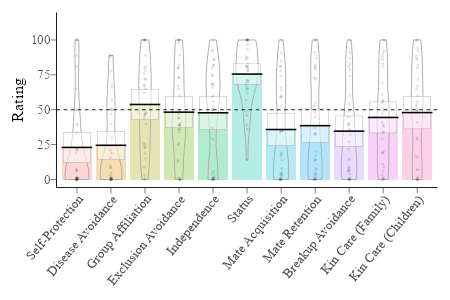 Rating
100
75
50
25
0
Self-Protection
Disease Avoidance
Group Affiliation
Exclusion Avoidance
Independence
Status
Mate Acquisition
Mate Retention
Breakup Avoidance
Kin Care (Family)
Kin Care (Children)